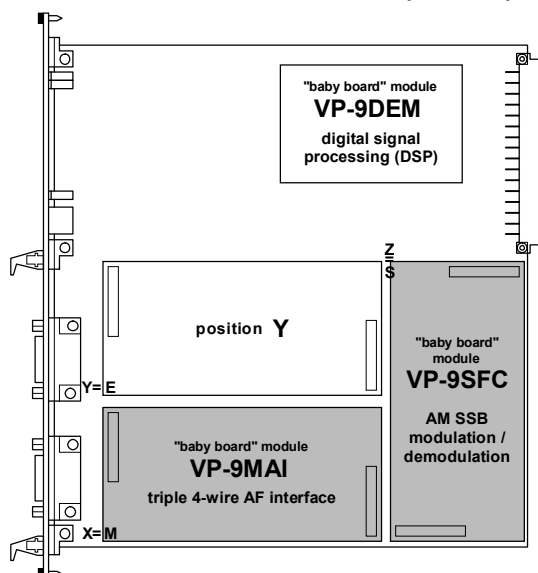 "baby board" module
VP-9DEM
digital signal
processing (DSP)
Z=S
position Y
Y= E
"baby board"
module
VP-9SFC
AM SSB
modulation /
demodulation
"baby board" module
VP-9MAI
triple 4-wire AF interface
X=M